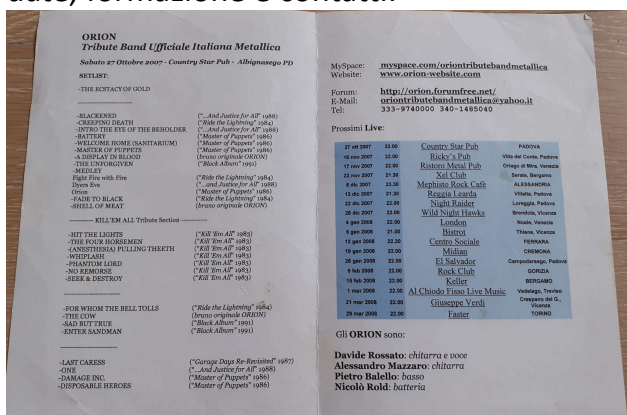 date, formazione e contatti.
ORION
Tribute Band Ufficiale Italiana Metallica
Sabato 27 Ottobre 2007 - Country Star Pub - Albignasego PD
SETLIST:
-THE ECSTACY OF GOLD
--------------------
-BLACKENED ("...And Justice for All" 1988)
-CREEPING DEATH ("Ride the Lightning" 1984)
-INTRO THE EYE OF THE BEHOLDER ("...And Justice for All" 1988)
-BATTERY ("Master of Puppets" 1986)
-WELCOME HOME (SANITARIUM) ("Master of Puppets" 1986)
-MASTER OF PUPPETS ("Master of Puppets" 1986)
-A DISPLAY IN BLOOD (brano originale ORION)
-THE UNFORGIVEN ("Black Album" 1991)
-MEDLEY
Fight Fire with Fire ("Ride the Lightning" 1984)
Dyers Eve ("...and Justice for All" 1988)
Orion ("Master of Puppets" 1986)
-FADE TO BLACK ("Ride the Lightning" 1984)
-SHELL OF MEAT (brano originale ORION)
--------- KILL'EM ALL Tribute Section ---------
-HIT THE LIGHTS ("Kill 'Em All" 1983)
-THE FOUR HORSEMEN ("Kill 'Em All" 1983)
-(ANESTHESIA) PULLING THEETH ("Kill 'Em All" 1983)
-WHIPLASH ("Kill 'Em All" 1983)
-PHANTOM LORD ("Kill 'Em All" 1983)
-NO REMORSE ("Kill 'Em All" 1983)
-SEEK & DESTROY ("Kill 'Em All" 1983)
--------------------
-FOR WHOM THE BELL TOLLS ("Ride the Lightning" 1984)
-THE COW (brano originale ORION)
-SAD BUT TRUE ("Black Album" 1991)
-ENTER SANDMAN ("Black Album" 1991)
--------------------
-LAST CARESS ("Garage Days Re-Revisited" 1987)
-ONE ("...And Justice for All" 1988)
-DAMAGE INC. ("Master of Puppets" 1986)
-DISPOSABLE HEROES ("Master of Puppets" 1986)
MySpace: myspace.com/oriontributebandmetallica
Website: www.orion-website.com
Forum: http://orion.forumfree.net/
E-Mail: oriontributebandmetallica@yahoo.it
Tel: 333-9740000 340-1485040
Prossimi Live:
27 ott 2007 22.00 Country Star Pub PADOVA
16 nov 2007 22.00 Ricky's Pub Villa del Conte, Padova
17 nov 2007 22.00 Ristoro Metal Pub Oriago di Mira, Venezia
22 nov 2007 21.30 Xel Club Serate, Bergamo
8 dic 2007 23.30 Mephisto Rock Cafè ALESSANDRIA
13 dic 2007 21.30 Reggia Learda Villatte, Padova
22 dic 2007 22.00 Night Raider Loreggia, Padova
28 dic 2007 22.00 Wild Night Hawks Brendola, Vicenza
4 gen 2008 22.00 London Noale, Venezia
5 gen 2008 21.00 Bistrot Thiene, Vicenza
12 gen 2008 22.30 Centro Sociale FERRARA
19 gen 2008 22.00 Midian CREMONA
26 gen 2008 22.00 El Salvador Campodarsego, Padova
9 feb 2008 22.00 Rock Club GORIZIA
15 feb 2008 22.00 Keller BERGAMO
1 mar 2008 22.00 Al Chiodo Fisso Live Music Vedelago, Treviso
21 mar 2008 22.00 Giuseppe Verdi Crespano del G., Vicenza
29 mar 2008 22.00 Faster TORINO
Gli ORION sono:
Davide Rossato: chitarra e voce
Alessandro Mazzaro: chitarra
Pietro Balello: basso
Nicolò Rold: batteria